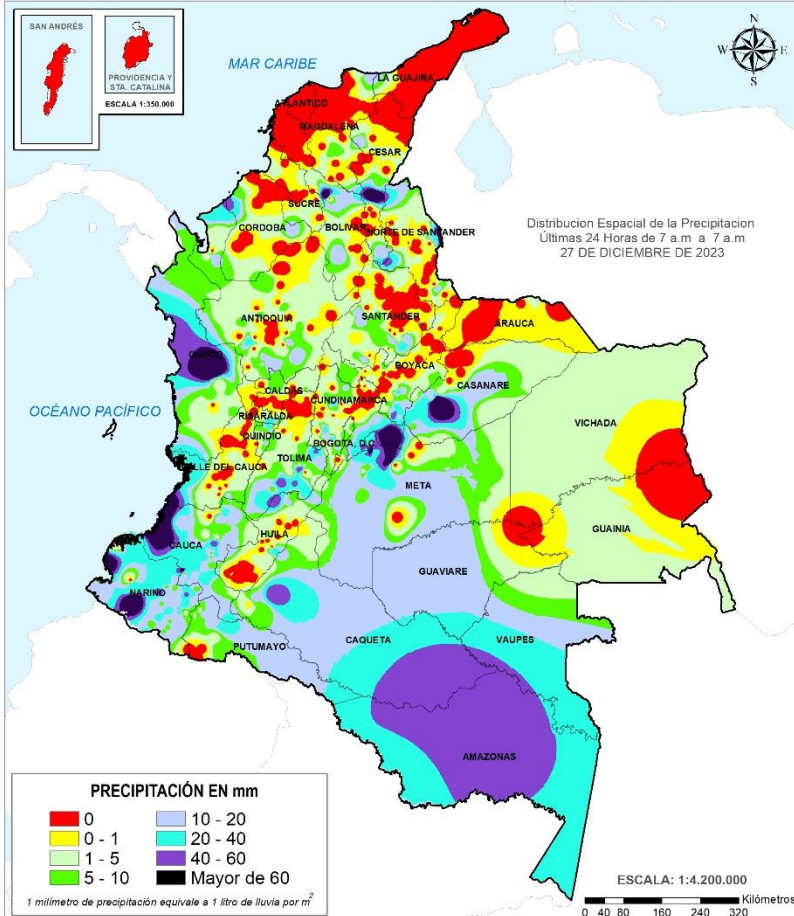 SAN ANDRÉS
PROVIDENCIA Y
STA. CATALINA
ESCALA 1:350.000
MAR CARIBE
N
W
E
S
LA GUAJIRA
ATLANTICO
MAGDALENA
CESAR
SUCRE
CORDOBA
BOLIVAR
NORTE DE SANTANDER
Distribucion Espacial de la Precipitacion
Últimas 24 Horas de 7 a.m a 7 a.m
27 DE DICIEMBRE DE 2023
ANTIOQUIA
SANTANDER
ARAUCA
CHOCO
BOYACA
CASANARE
OCÉANO PACÍFICO
CALDAS
CUNDINAMARCA
RISARALDA
VICHADA
QUINDIO
BOGOTA, D.C.
TOLIMA
VALLE DEL CAUCA
META
GUAINIA
HUILA
CAUCA
GUAVIARE
NARIÑO
CAQUETA
VAUPES
PUTUMAYO
AMAZONAS
PRECIPITACIÓN EN mm
0
10 - 20
0 - 1
20 - 40
1 - 5
40 - 60
5 - 10
Mayor de 60
1 milímetro de precipitación equivale a 1 litro de lluvia por m²
ESCALA: 1:4.200.000
Kilómetros
0 40 80 160 240 320